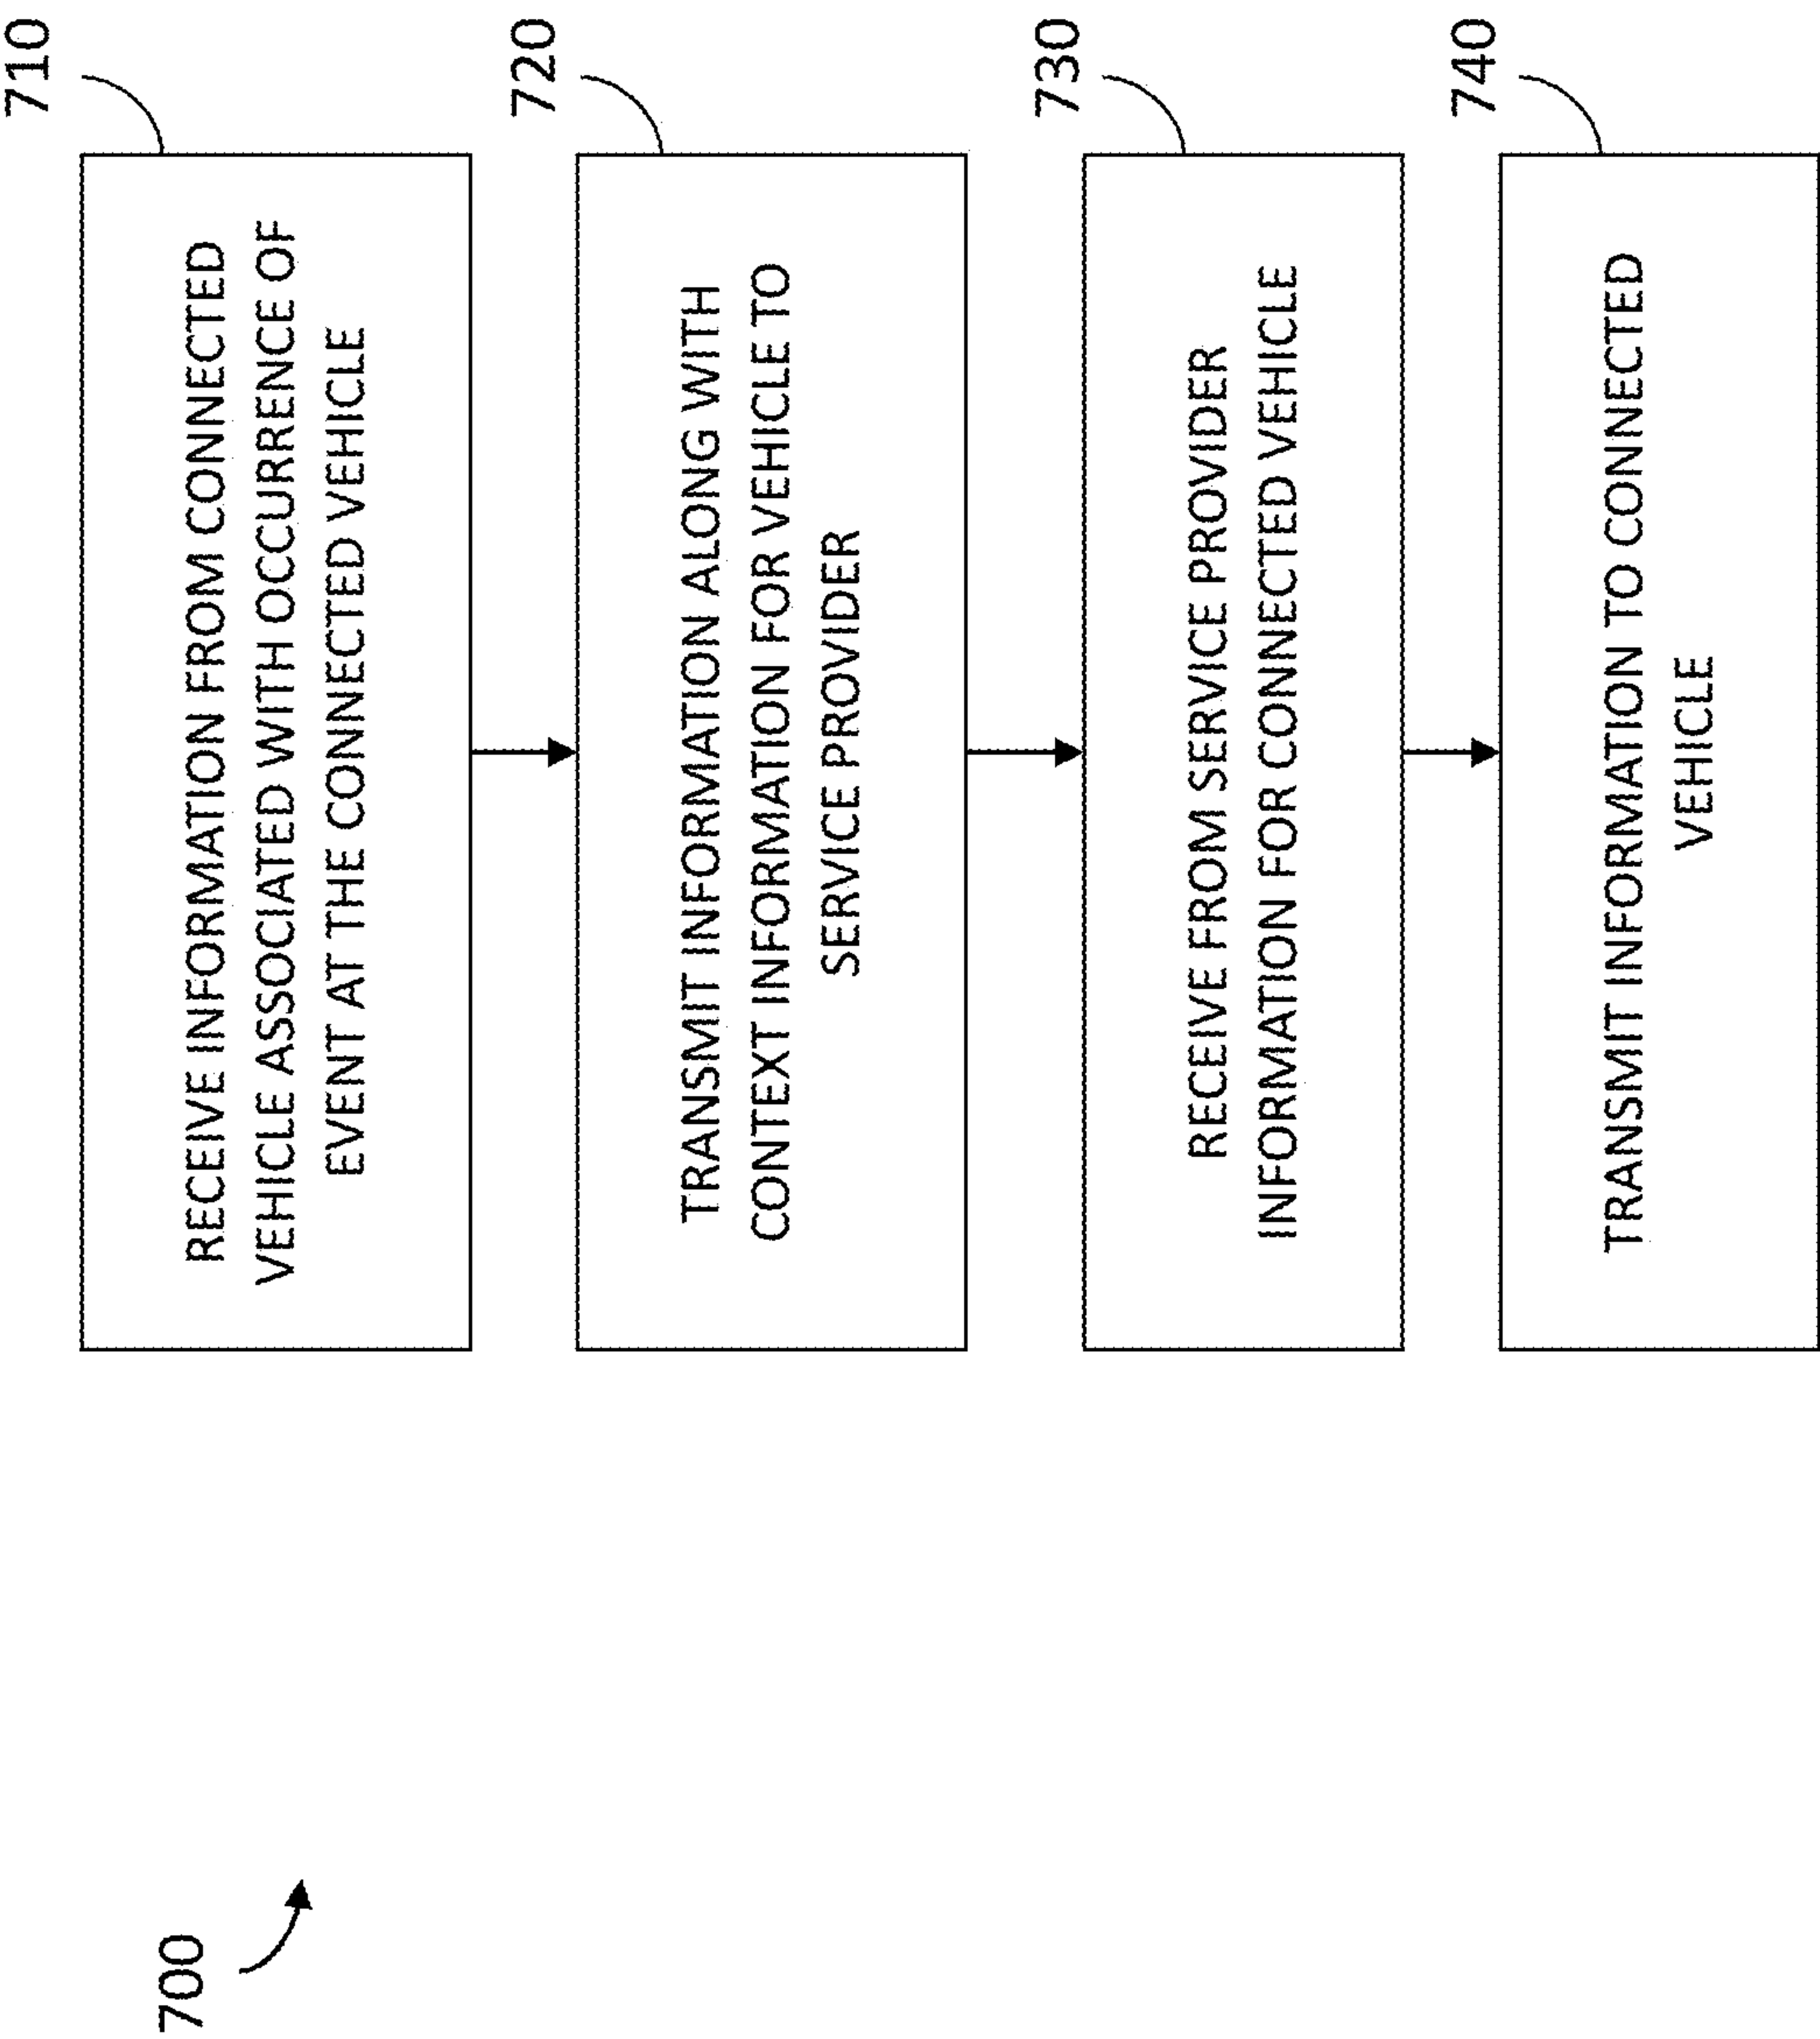 700
710
RECEIVE INFORMATION FROM CONNECTED
VEHICLE ASSOCIATED WITH OCCURRENCE OF
EVENT AT THE CONNECTED VEHICLE
720
TRANSMIT INFORMATION ALONG WITH
CONTEXT INFORMATION FOR VEHICLE TO
SERVICE PROVIDER
730
RECEIVE FROM SERVICE PROVIDER
INFORMATION FOR CONNECTED VEHICLE
740
TRANSMIT INFORMATION TO CONNECTED
VEHICLE